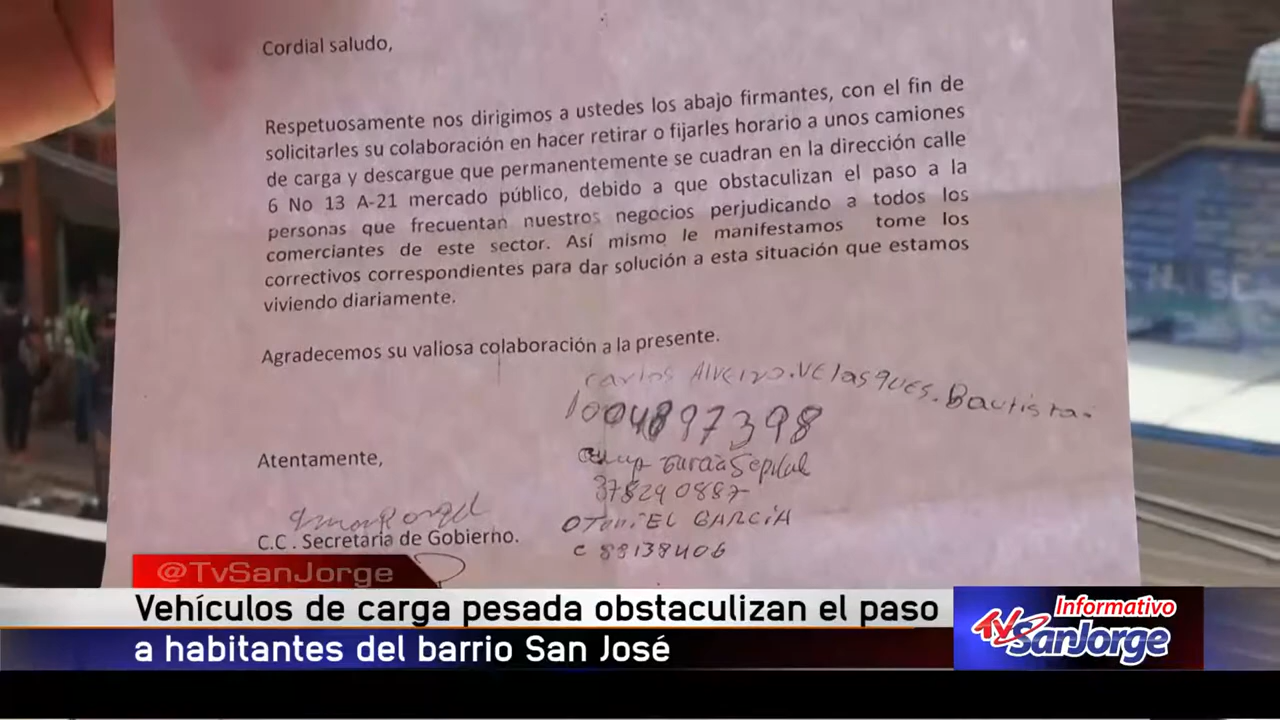 Cordial saludo,
Respetuosamente nos dirigimos a ustedes los abajo firmantes, con el fin de
solicitarles su colaboración en hacer retirar o fijarles horario a unos camiones
de carga y descargue que permanentemente se cuadran en la dirección calle
6 No 13 A-21 mercado público, debido a que obstaculizan el paso a la
personas que frecuentan nuestros negocios perjudicando a todos los
comerciantes de este sector. Así mismo le manifestamos tome los
correctivos correspondientes para dar solución a esta situación que estamos
viviendo diariamente.
Agradecemos su valiosa colaboración a la presente.
Carlos Alveiro. Velasques. Bautista.
1004897398
Garcia
Atentamente,
378290887
OTONIEL GARCIA
C.C. Secretaria de Gobierno.
c 88138406
@TvSanJorge
Vehículos de carga pesada obstaculizan el paso
a habitantes del barrio San José
Informativo
TV SanJorge